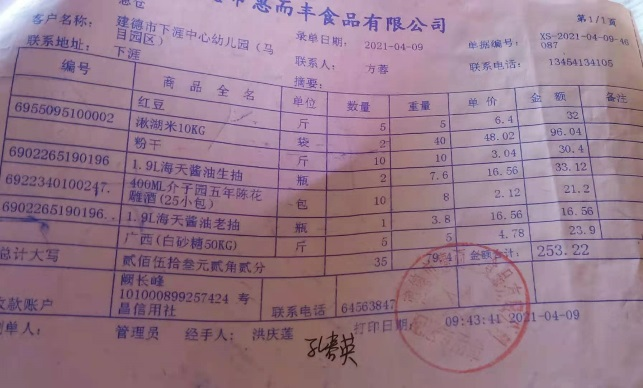 惠而丰食品有限公司
第1/1页
客户名称: 建德市下涯中心幼儿园(马目园区) 录单日期: 2021-04-09 单据编号: XS-2021-04-09-46087
联系地址: 下涯 联系人: 方蓉 联系电话: 13454134105
摘要:
编号 商品全名 单位 数量 重量 单价 金额 备注
红豆 斤 5 5 6.4 32
6955095100002 湫湖米10KG 袋 2 40 48.02 96.04
粉干 斤 10 10 3.04 30.4
6902265190196 1.9L海天酱油生抽 瓶 2 7.6 16.56 33.12
6922340100247. 400ML介子园五年陈花雕酒(25小包) 包 10 8 2.12 21.2
6902265190196. 1.9L海天酱油老抽 瓶 1 3.8 16.56 16.56
广西(白砂糖50KG) 斤 5 5 4.78 23.9
总计大写 贰佰伍拾叁元贰角贰分 35 79.4 金额合计: 253.22
收款账户 阙长峰 101000899257424 寿昌信用社 联系电话 64563847
制单人: 管理员 经手人: 洪庆莲 打印日期: 09:43:41 2021-04-09